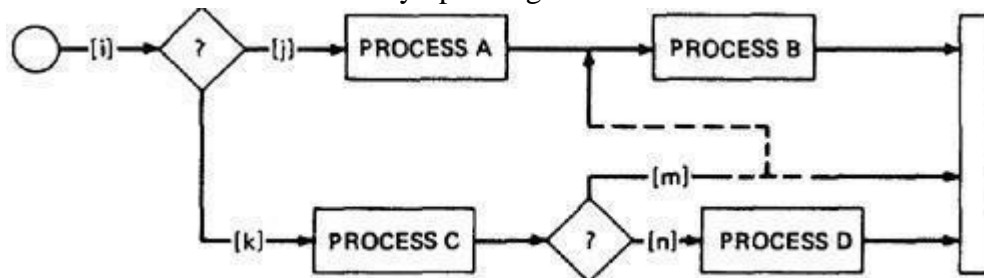 [i]
?
[j]
PROCESS A
PROCESS B
[m]
[k]
PROCESS C
?
[n]
PROCESS D